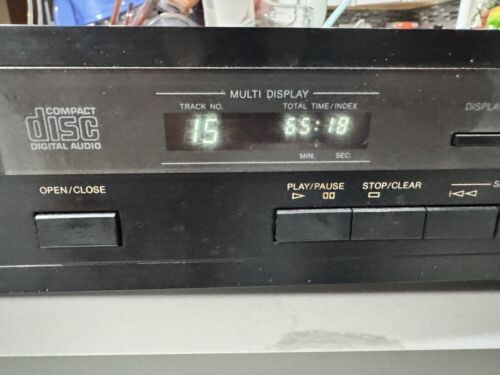 MULTI DISPLAY
TRACK NO. TOTAL TIME/INDEX
DISPLA
COMPACT
disc
DIGITAL AUDIO
15 65:18
MIN. SEC.
OPEN/CLOSE
PLAY/PAUSE STOP/CLEAR
S